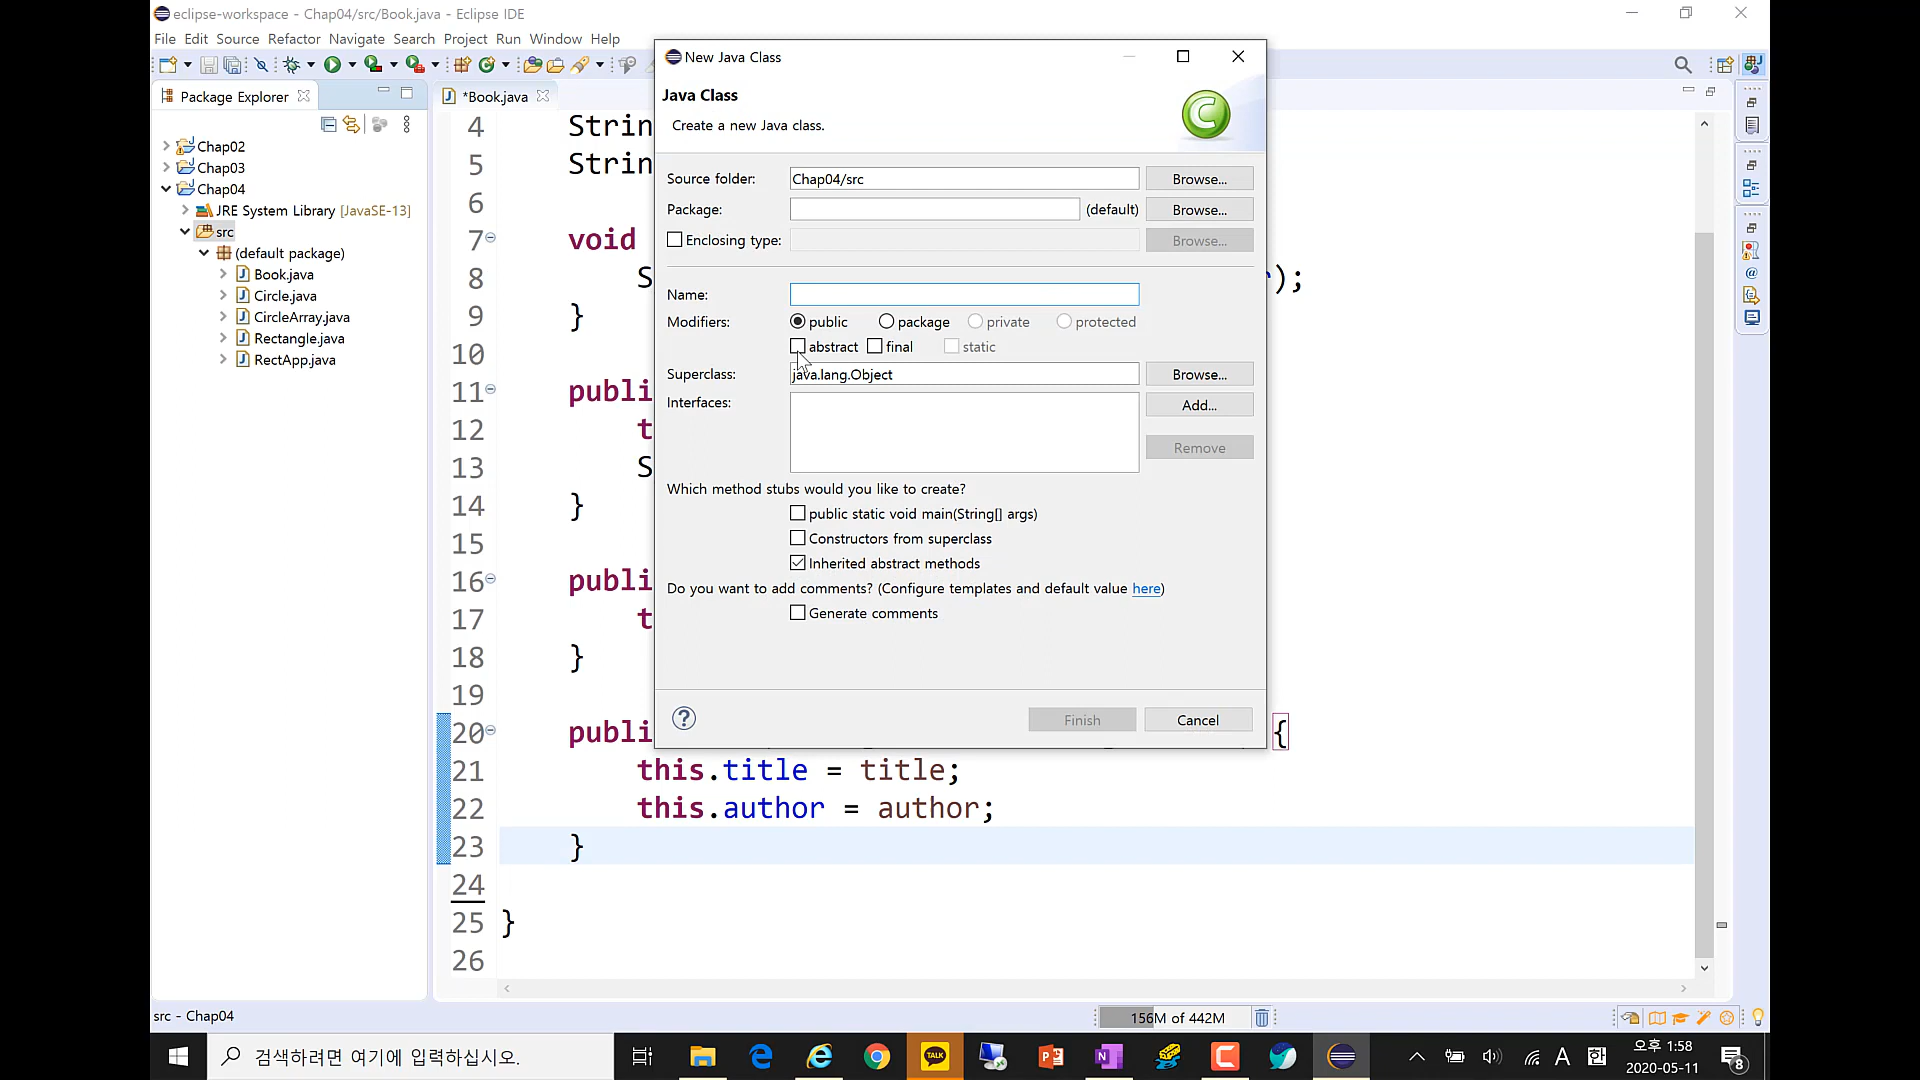 eclipse-workspace - Chap04/src/Book.java - Eclipse IDE
File Edit Source Refactor Navigate Search Project Run Window Help
Package Explorer
*Book.java
Chap02
Chap03
Chap04
JRE System Library [JavaSE-13]
src
(default package)
Book.java
Circle.java
CircleArray.java
Rectangle.java
RectApp.java
4 Strin
5 Strin
6
7 void
8 S r);
9 }
10
11 publi
12 t
13 S
14 }
15
16 publi
17 t
18 }
19
20 publi {
21 this.title = title;
22 this.author = author;
23 }
24
25 }
26
New Java Class
Java Class
Create a new Java class.
Source folder: Chap04/src Browse...
Package: (default) Browse...
Enclosing type: Browse...
Name:
Modifiers: public package private protected
abstract final static
Superclass: java.lang.Object Browse...
Interfaces: Add...
Remove
Which method stubs would you like to create?
public static void main(String[] args)
Constructors from superclass
Inherited abstract methods
Do you want to add comments? (Configure templates and default value here)
Generate comments
Finish Cancel
src - Chap04
156M of 442M
검색하려면 여기에 입력하십시오.
TALK
A 한
오후 1:58
2020-05-11
8